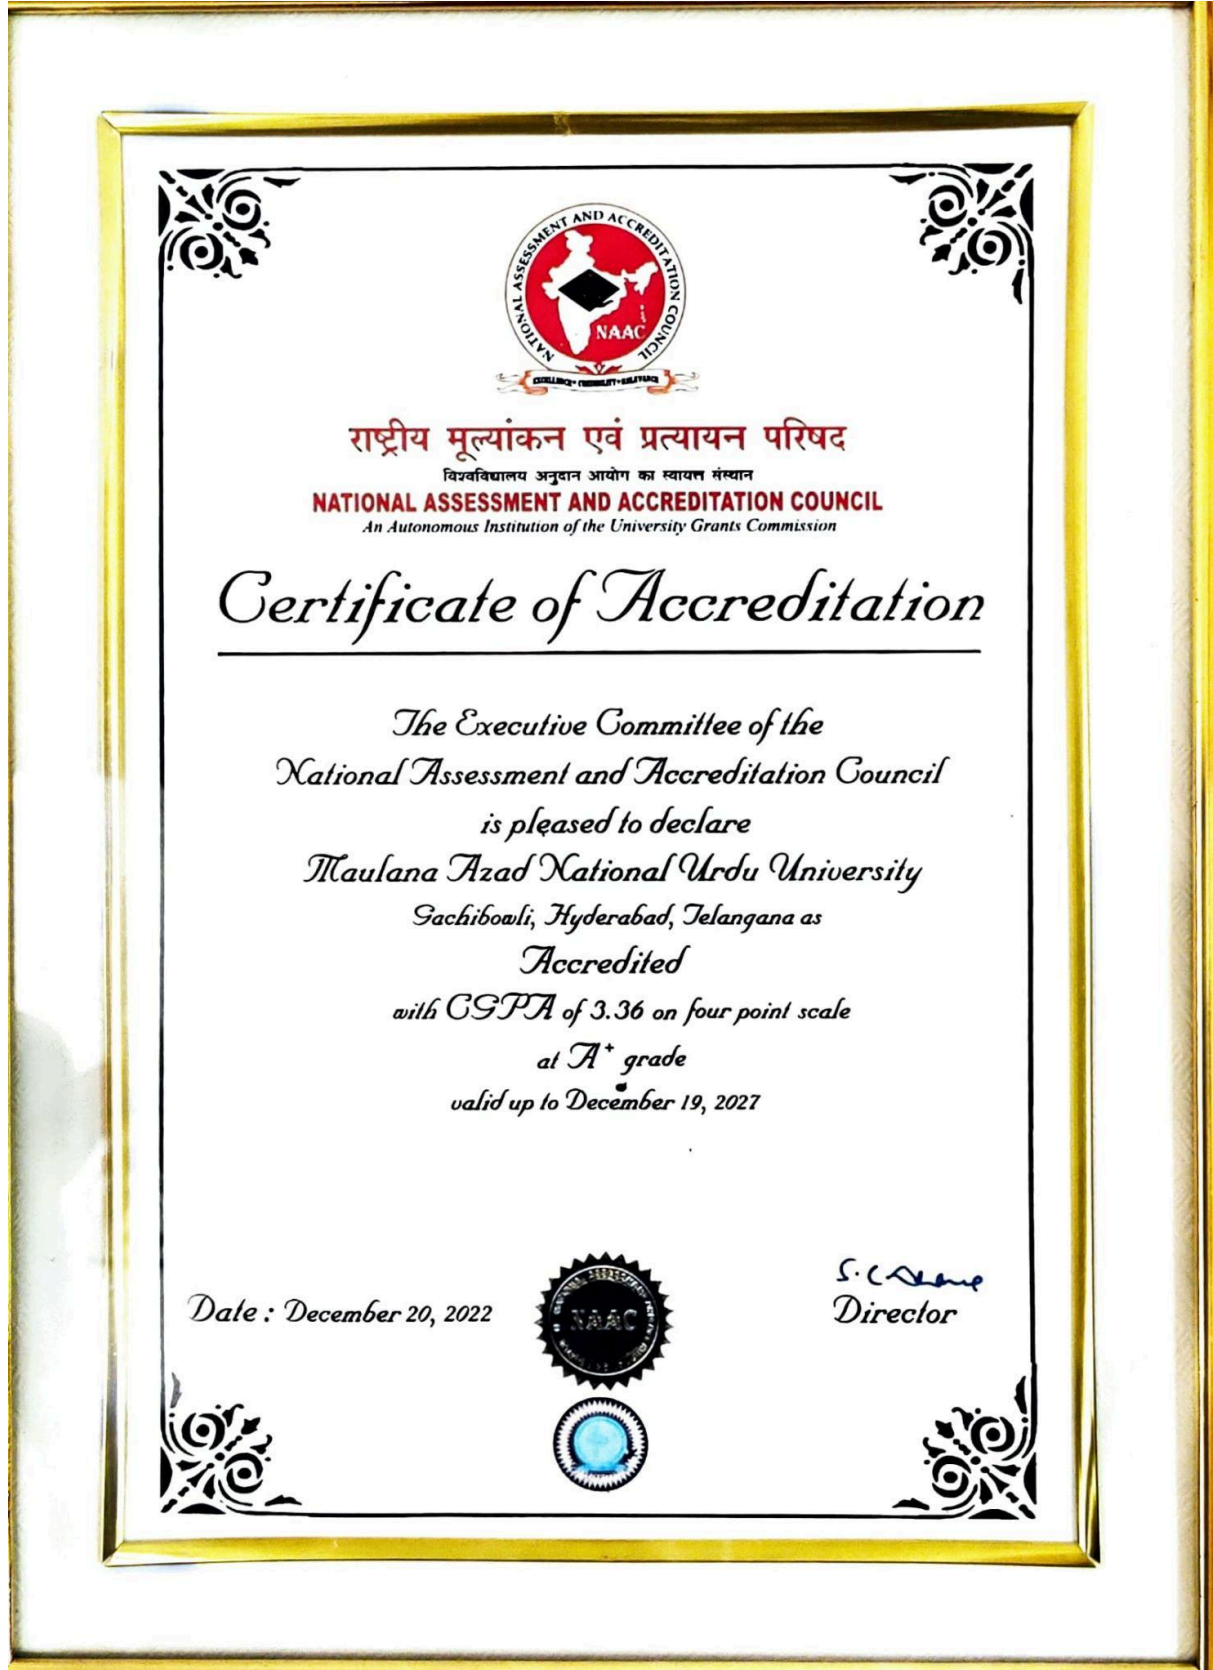 NATIONAL ASSESSMENT AND ACCREDITATION COUNCIL
NAAC
EXCELLENCE • CREDIBILITY • RELEVANCE
राष्ट्रीय मूल्यांकन एवं प्रत्यायन परिषद
विश्वविद्यालय अनुदान आयोग का स्वायत्त संस्थान
NATIONAL ASSESSMENT AND ACCREDITATION COUNCIL
An Autonomous Institution of the University Grants Commission
Certificate of Accreditation
The Executive Committee of the
National Assessment and Accreditation Council
is pleased to declare
Maulana Azad National Urdu University
Gachibowli, Hyderabad, Telangana as
Accredited
with CGPA of 3.36 on four point scale
at A+ grade
valid up to December 19, 2027
Date : December 20, 2022
NAAC
Director